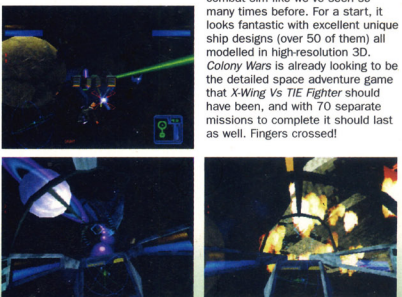 combat sim like we've seen so
many times before. For a start, it
looks fantastic with excellent unique
ship designs (over 50 of them) all
modelled in high-resolution 3D.
Colony Wars is already looking to be
the detailed space adventure game
that X-Wing Vs TIE Fighter should
have been, and with 70 separate
missions to complete it should last
as well. Fingers crossed!